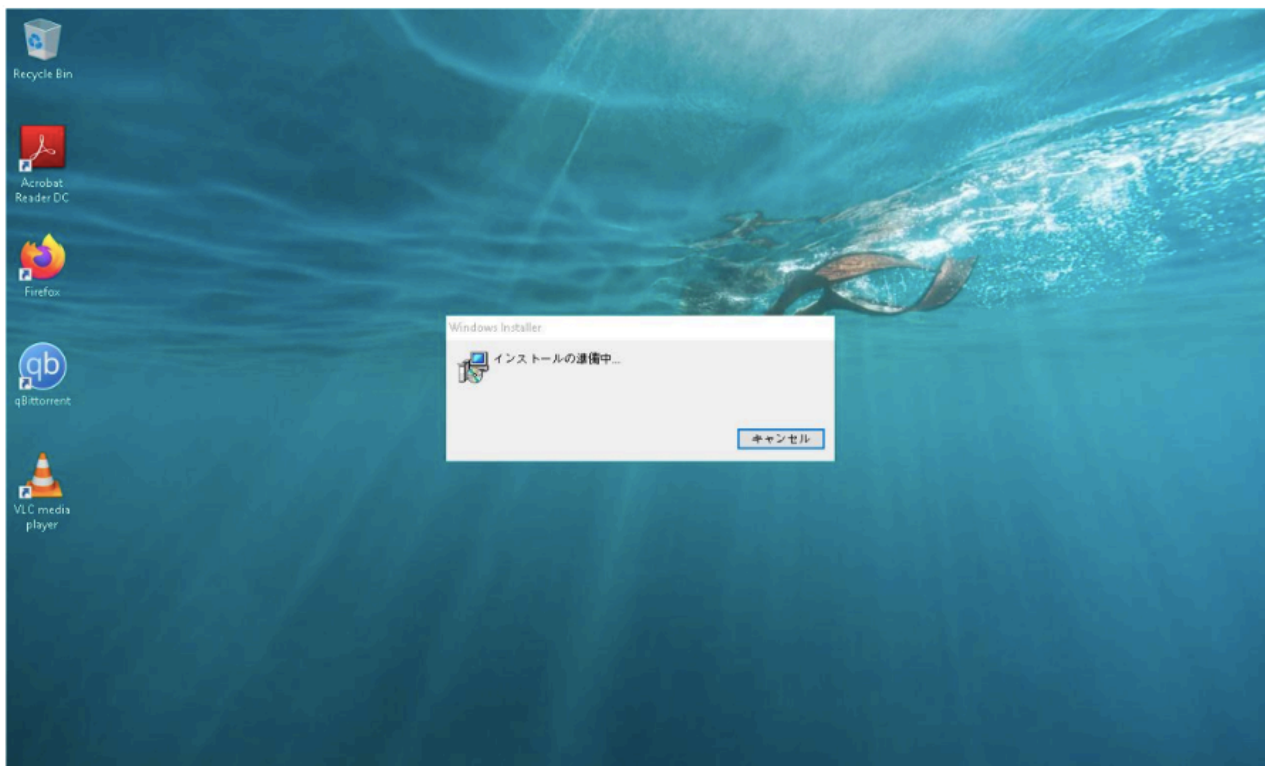 Recycle Bin
Acrobat
Reader DC
Firefox
qb
qBittorrent
VLC media
player
Windows Installer
インストールの準備中...
キャンセル